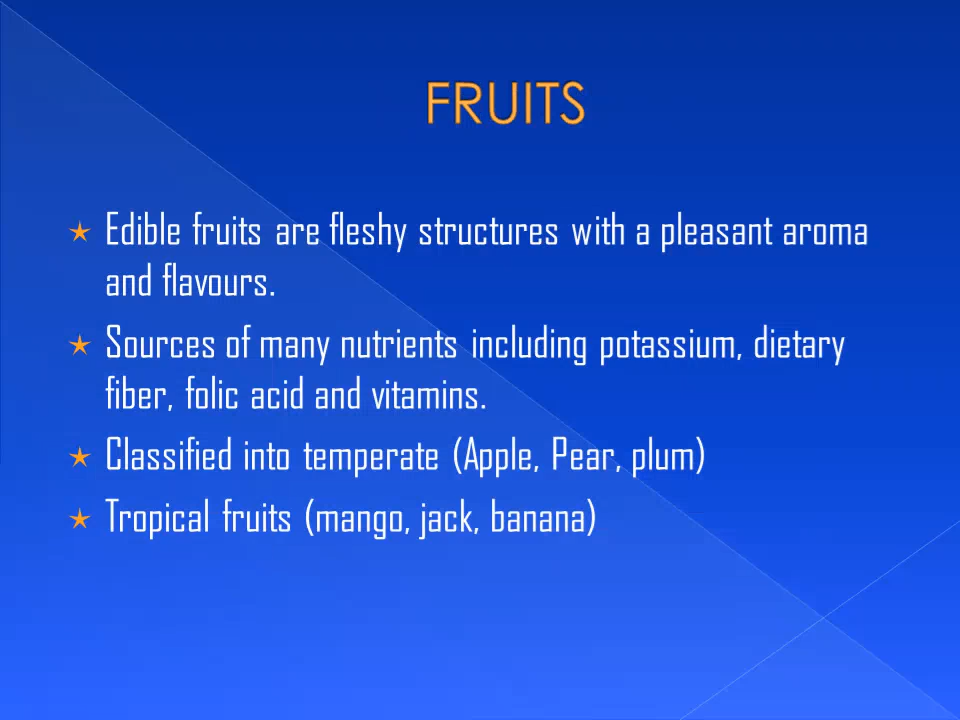 FRUITS
Edible fruits are fleshy structures with a pleasant aroma
and flavours.
Sources of many nutrients including potassium, dietary
fiber, folic acid and vitamins.
Classified into temperate (Apple, Pear, plum)
Tropical fruits (mango, jack, banana)